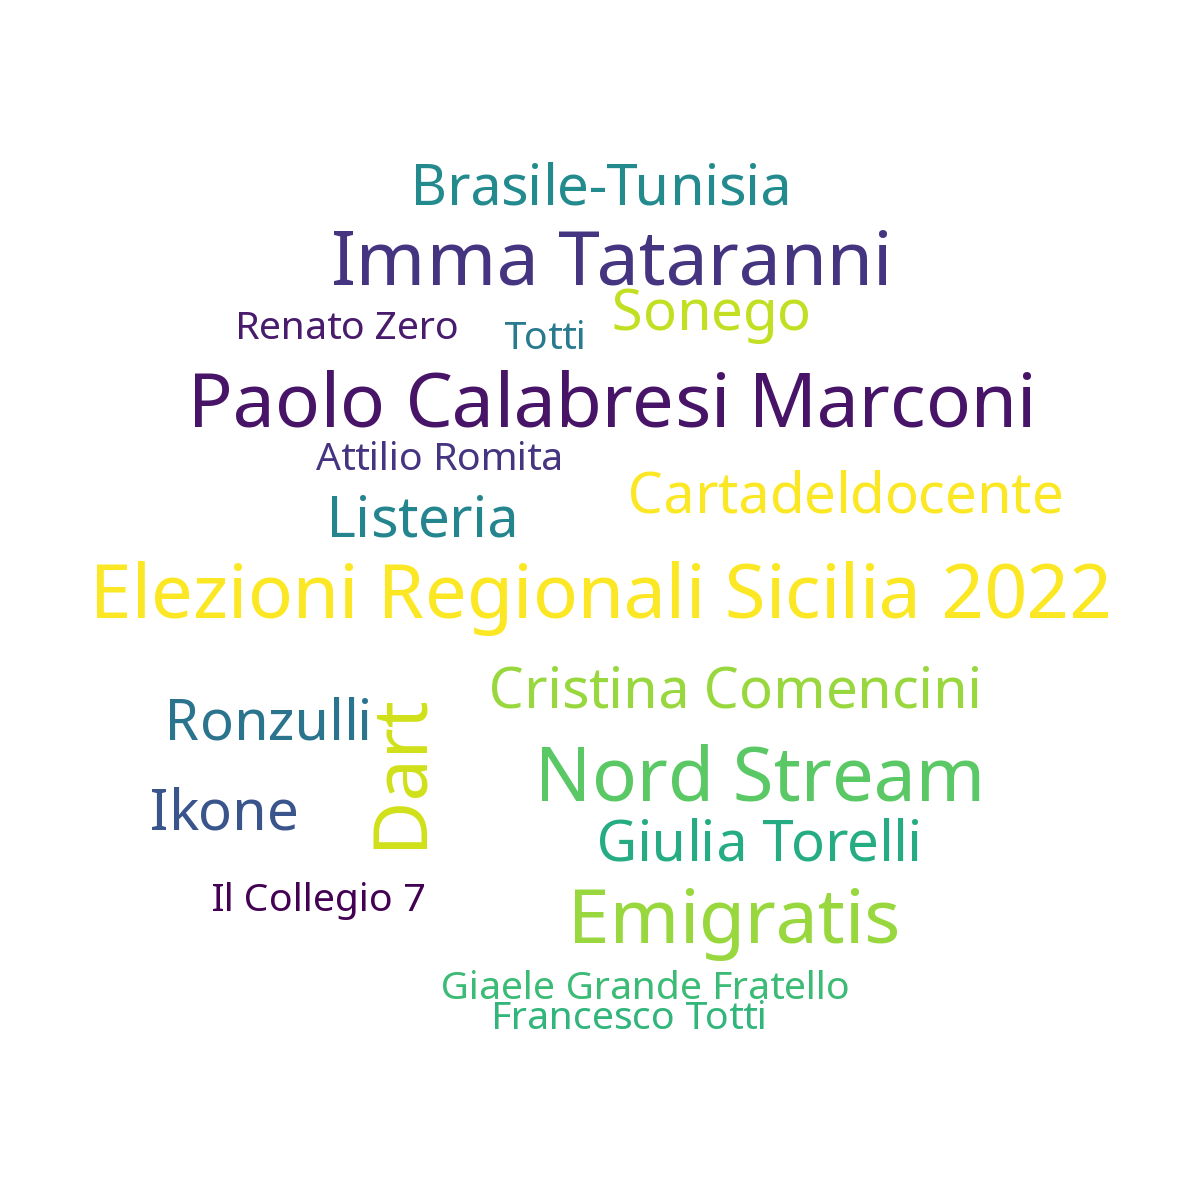 Brasile-Tunisia
Imma Tataranni
Sonego
Renato Zero
Totti
Paolo Calabresi Marconi
Attilio Romita
Cartadeldocente
Listeria
Elezioni Regionali Sicilia 2022
Cristina Comencini
Ronzulli
Dart
Nord Stream
Ikone
Giulia Torelli
Il Collegio 7
Emigratis
Giaele Grande Fratello
Francesco Totti